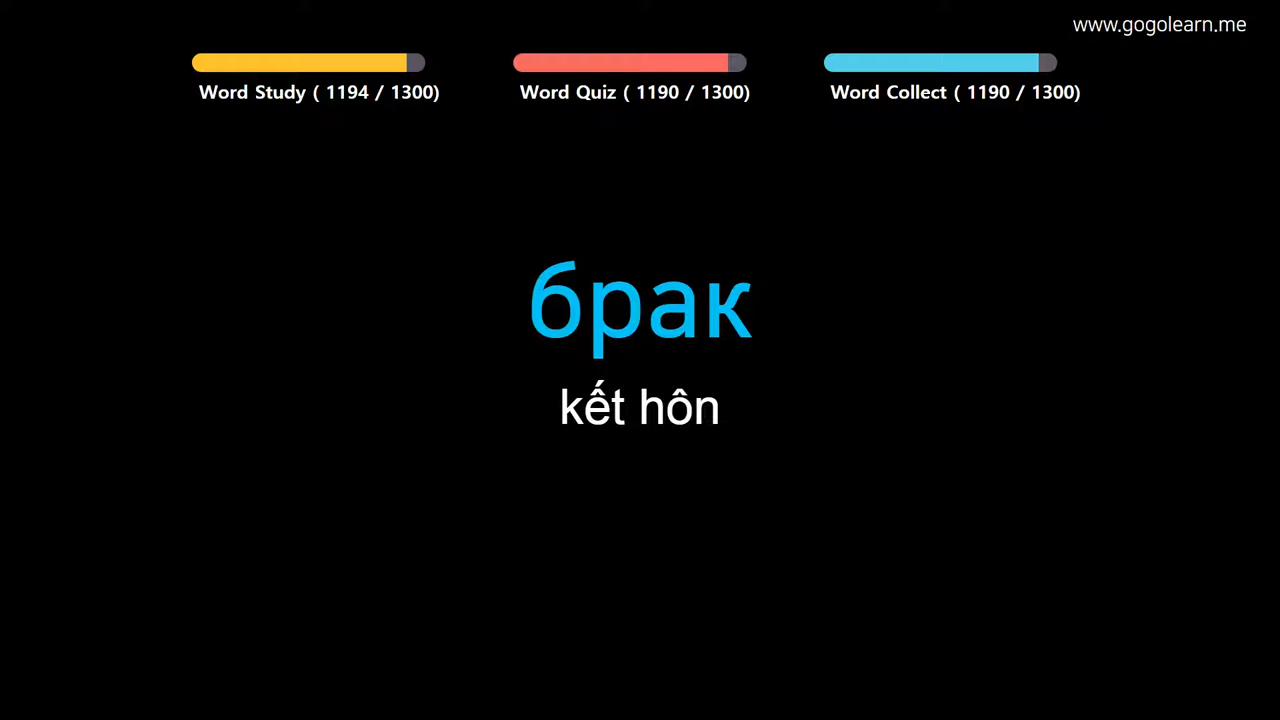 www.gogolearn.me
Word Study ( 1194 / 1300)
Word Quiz ( 1190 / 1300)
Word Collect ( 1190 / 1300)
брак
kết hôn